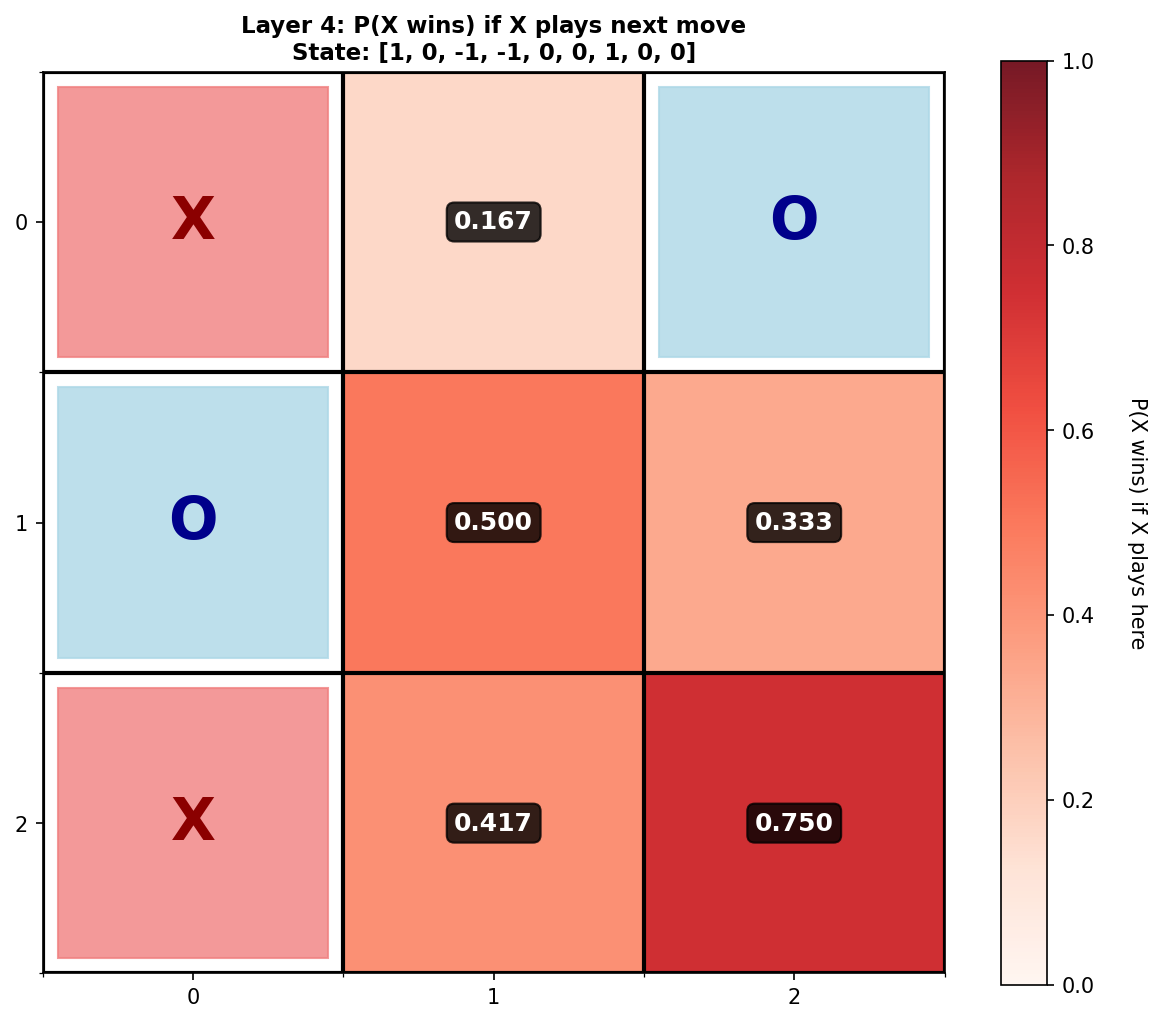 Layer 4: P(X wins) if X plays next move
State: [1, 0, -1, -1, 0, 0, 1, 0, 0]
X
0.167
O
O
0.500
0.333
X
0.417
0.750
0
1
2
0
1
2
1.0
0.8
0.6
0.4
0.2
0.0
P(X wins) if X plays here